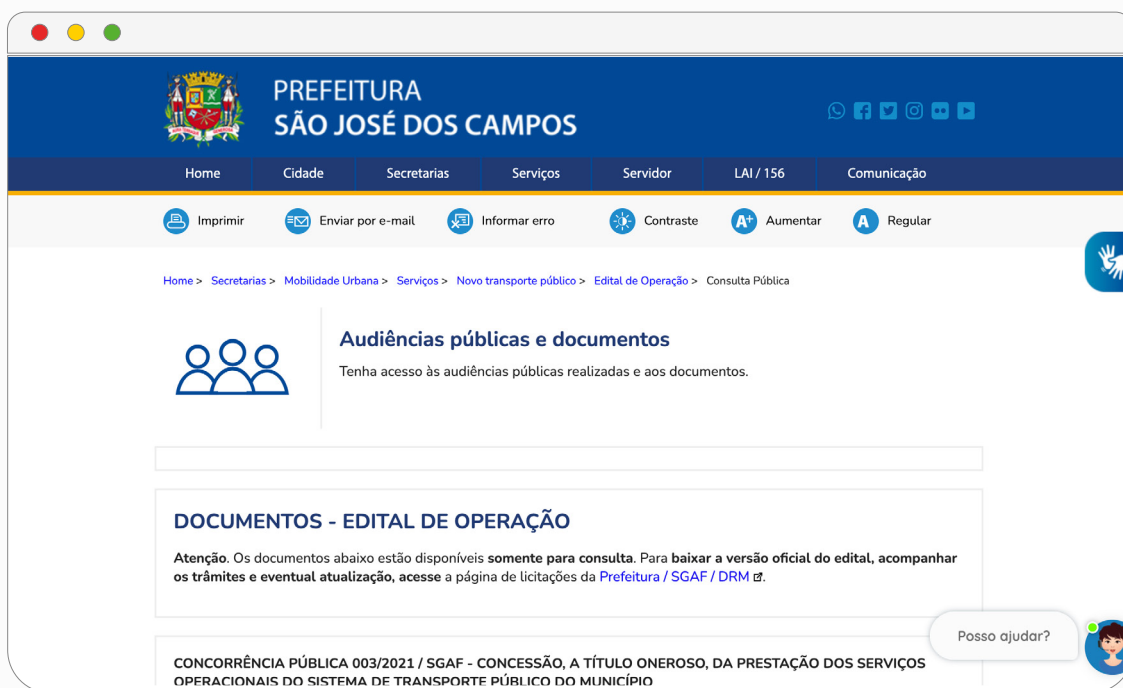 PREFEITURA
SÃO JOSÉ DOS CAMPOS
Home Cidade Secretarias Serviços Servidor LAI / 156 Comunicação
Imprimir Enviar por e-mail Informar erro Contraste A+ Aumentar A Regular
Home > Secretarias > Mobilidade Urbana > Serviços > Novo transporte público > Edital de Operação > Consulta Pública
Audiências públicas e documentos
Tenha acesso às audiências públicas realizadas e aos documentos.
DOCUMENTOS - EDITAL DE OPERAÇÃO
Atenção. Os documentos abaixo estão disponíveis somente para consulta. Para baixar a versão oficial do edital, acompanhar
os trâmites e eventual atualização, acesse a página de licitações da Prefeitura / SGAF / DRM.
Posso ajudar?
CONCORRÊNCIA PÚBLICA 003/2021 / SGAF - CONCESSÃO, A TÍTULO ONEROSO, DA PRESTAÇÃO DOS SERVIÇOS
OPERACIONAIS DO SISTEMA DE TRANSPORTE PÚBLICO DO MUNICÍPIO